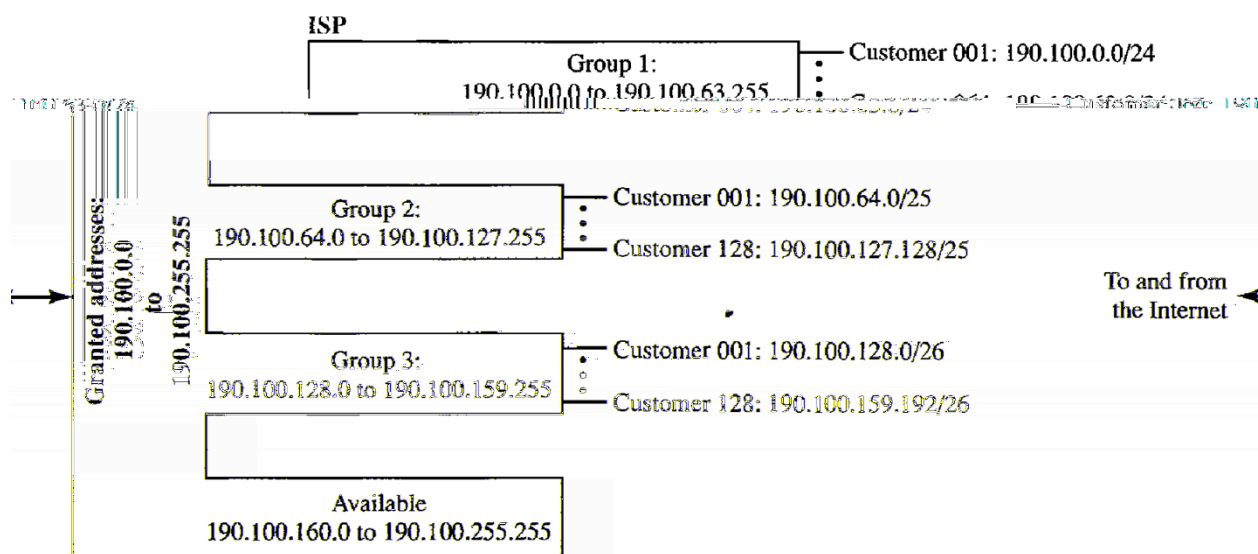 ISP
Group 1:
190.100.0.0 to 190.100.63.255
Customer 001: 190.100.0.0/24
Granted addresses:
190.100.0.0
to
190.100.255.255
Group 2:
190.100.64.0 to 190.100.127.255
Customer 001: 190.100.64.0/25
Customer 128: 190.100.127.128/25
To and from
the Internet
Group 3:
190.100.128.0 to 190.100.159.255
Customer 001: 190.100.128.0/26
Customer 128: 190.100.159.192/26
Available
190.100.160.0 to 190.100.255.255